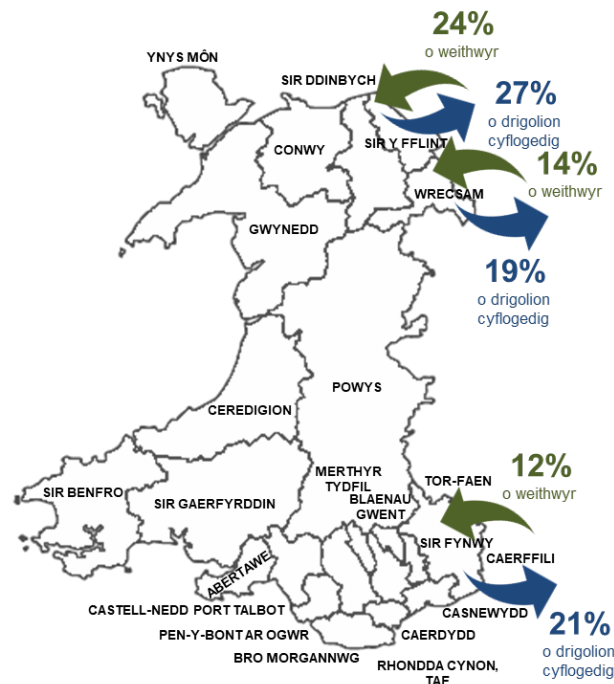 24%
o weithwyr
YNYS MÔN
SIR DDINBYCH
27%
o drigolion
cyflogedig
SIR Y FFLINT
CONWY
14%
o weithwyr
WRECSAM
GWYNEDD
19%
o drigolion
cyflogedig
POWYS
CEREDIGION
12%
o weithwyr
MERTHYR
TYDFIL
TOR-FAEN
BLAENAU
GWENT
SIR BENFRO
SIR GAERFYRDDIN
SIR FYNWY
CAERFFILI
ABERTAWE
CASTELL-NEDD PORT TALBOT
CASNEWYDD
21%
o drigolion
cyflogedig
PEN-Y-BONT AR OGWR
CAERDYDD
BRO MORGANNWG
RHONDDA CYNON,
TAF